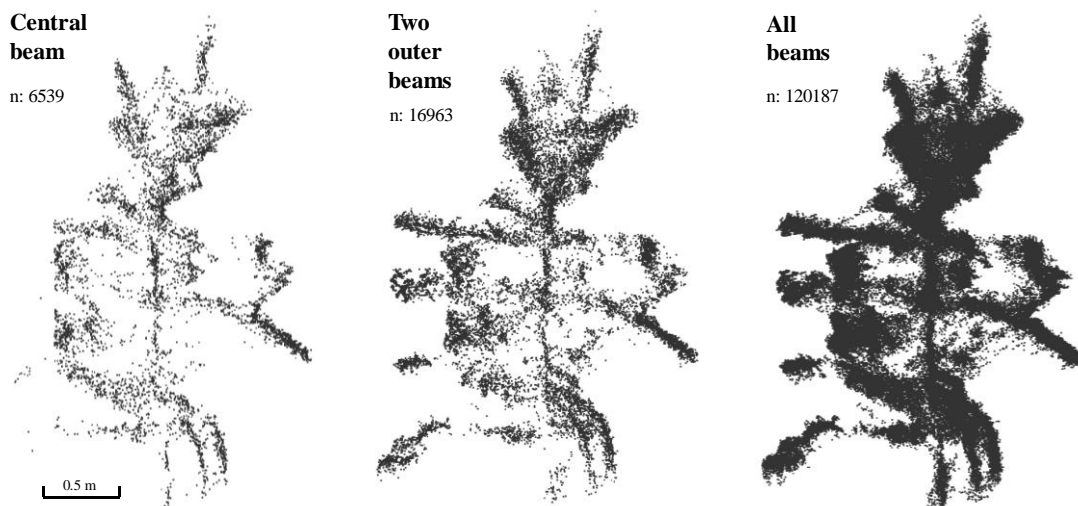 Central
beam
n: 6539
0.5 m
Two
outer
beams
n: 16963
All
beams
n: 120187